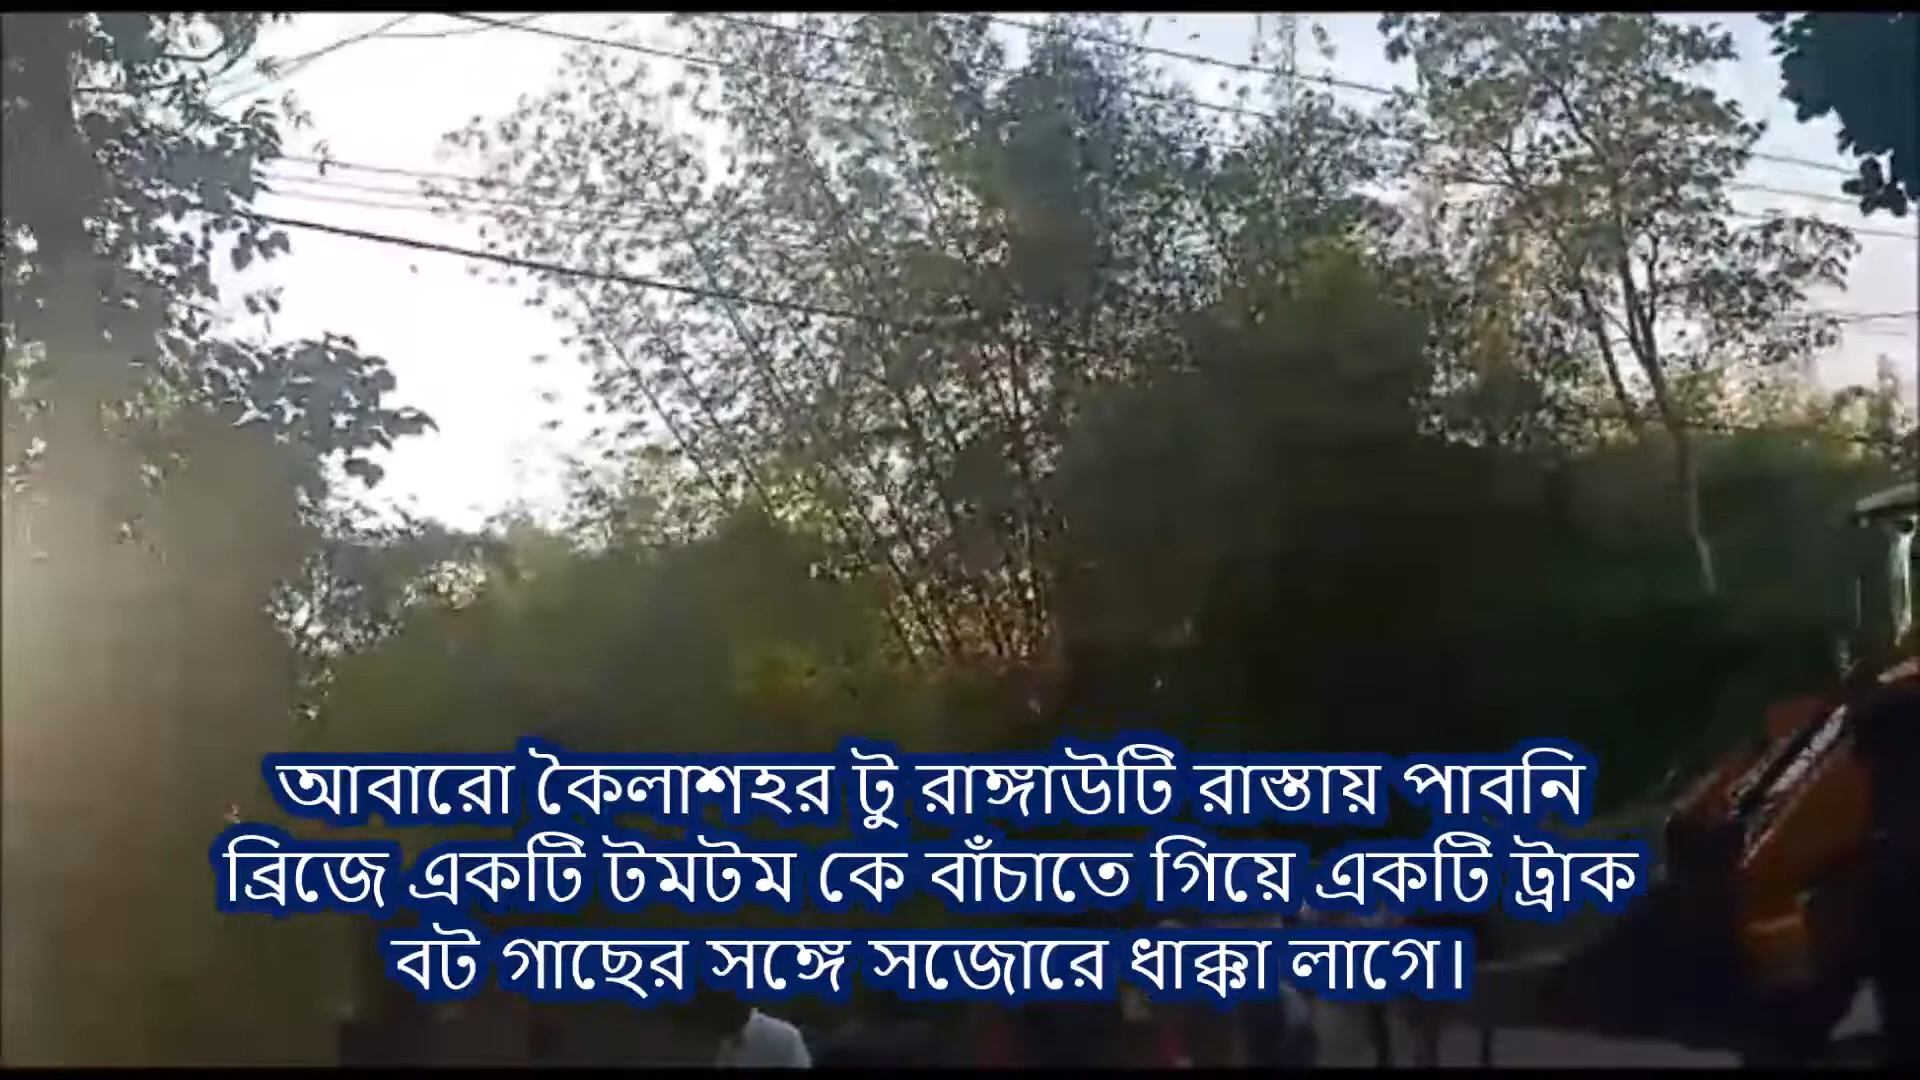 আবারো কৈলাশহর টু রাঙ্গাউটি রাস্তায় পাবনি
ব্রিজে একটি টমটম কে বাঁচাতে গিয়ে একটি ট্রাক
বট গাছের সঙ্গে সজোরে ধাক্কা লাগে।